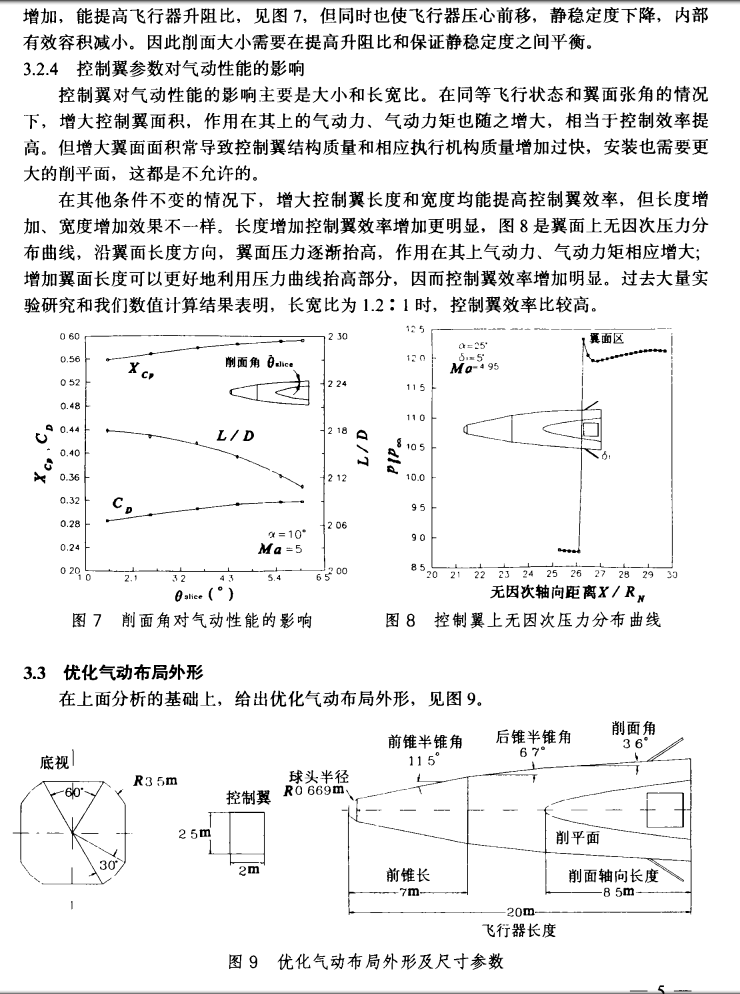 增加，能提高飞行器升阻比，见图 7，但同时也使飞行器压心前移，静稳定度下降，内部
有效容积减小。因此削面大小需要在提高升阻比和保证静稳定度之间平衡。
3.2.4 控制翼参数对气动性能的影响
控制翼对气动性能的影响主要是大小和长宽比。在同等飞行状态和翼面张角的情况
下，增大控制翼面积，作用在其上的气动力、气动力矩也随之增大，相当于控制效率提
高。但增大翼面面积常导致控制翼结构质量和相应执行机构质量增加过快，安装也需要更
大的削平面，这都是不允许的。
在其他条件不变的情况下，增大控制翼长度和宽度均能提高控制翼效率，但长度增
加、宽度增加效果不一样。长度增加控制翼效率增加更明显，图 8 是翼面上无因次压力分
布曲线，沿翼面长度方向，翼面压力逐渐抬高，作用在其上气动力、气动力矩相应增大；
增加翼面长度可以更好地利用压力曲线抬高部分，因而控制翼效率增加明显。过去大量实
验研究和我们数值计算结果表明，长宽比为 1.2∶1 时，控制翼效率比较高。
0 60
0.56
0.52
0.48
0.44
0 40
0.36
0.32
0.28
0.24
0.20
X_Cp、C_D
X_Cp
L/D
C_D
削面角 θ_slice
α=10°
Ma=5
2 30
2 24
2 18
2 12
2 06
2 00
L/D
1 0 2.1 3 2 4 3 5.4 6 5
θ_slice (°)
图 7 削面角对气动性能的影响
12 5
12 0
11 5
11 0
10 5
10.0
9 5
9 0
8 5
P/P∞
α=25°
δ₁=5°
Ma=4 95
翼面区
δ₁
20 21 22 23 24 25 26 27 28 29 30
无因次轴向距离X/R_N
图 8 控制翼上无因次压力分布曲线
3.3 优化气动布局外形
在上面分析的基础上，给出优化气动布局外形，见图 9。
底视
60°
30°
R3 5m
控制翼
2 5m
2m
球头半径
R0 669m
前锥半锥角
11 5°
后锥半锥角
6 7°
削面角
3 6°
削平面
前锥长
7m
削面轴向长度
8 5m
20m
飞行器长度
图 9 优化气动布局外形及尺寸参数
— 5 —